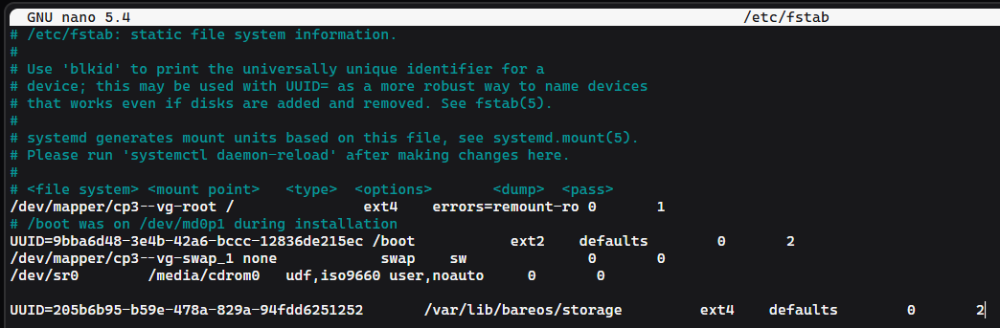 GNU nano 5.4 /etc/fstab
# /etc/fstab: static file system information.
#
# Use 'blkid' to print the universally unique identifier for a
# device; this may be used with UUID= as a more robust way to name devices
# that works even if disks are added and removed. See fstab(5).
#
# systemd generates mount units based on this file, see systemd.mount(5).
# Please run 'systemctl daemon-reload' after making changes here.
#
# <file system> <mount point>   <type>  <options>       <dump>  <pass>
/dev/mapper/cp3--vg-root /               ext4    errors=remount-ro 0       1
# /boot was on /dev/md0p1 during installation
UUID=9bba6d48-3e4b-42a6-bccc-12836de215ec /boot           ext2    defaults        0       2
/dev/mapper/cp3--vg-swap_1 none            swap    sw              0       0
/dev/sr0        /media/cdrom0   udf,iso9660 user,noauto     0       0

UUID=205b6b95-b59e-478a-829a-94fdd6251252       /var/lib/bareos/storage         ext4    defaults        0       2